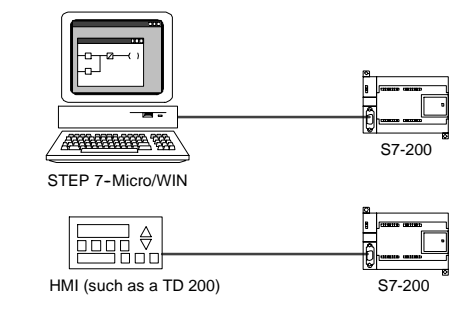 S7-200
STEP 7-Micro/WIN
HMI (such as a TD 200)
S7-200